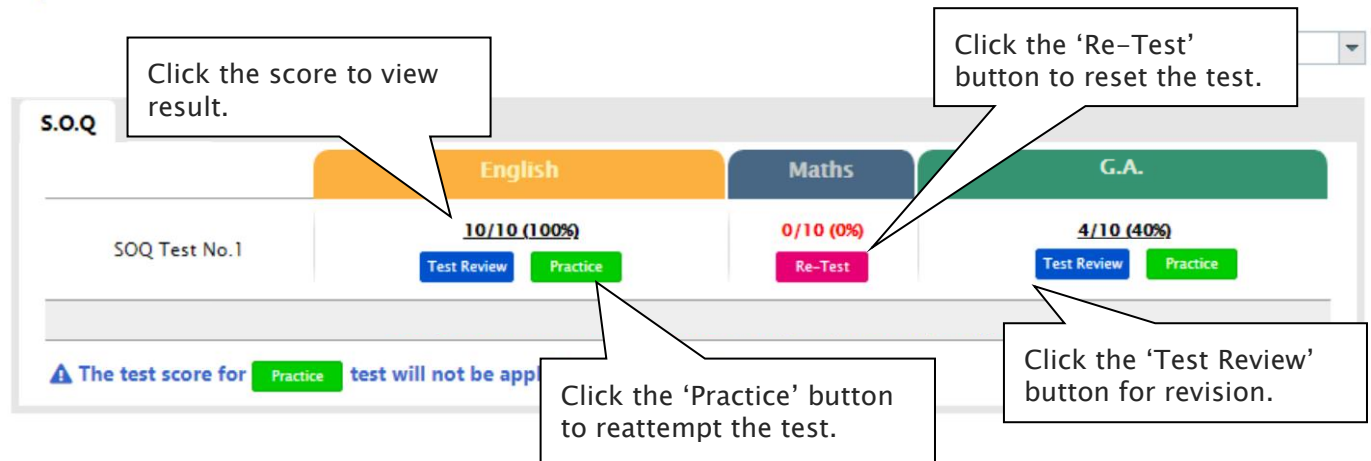 Click the score to view
result.
Click the ‘Re-Test’
button to reset the test.
S.O.Q
English
Maths
G.A.
SOQ Test No.1
10/10 (100%)
0/10 (0%)
4/10 (40%)
Test Review
Practice
Re-Test
Test Review
Practice
The test score for Practice test will not be
Click the ‘Practice’ button
to reattempt the test.
Click the ‘Test Review’
button for revision.